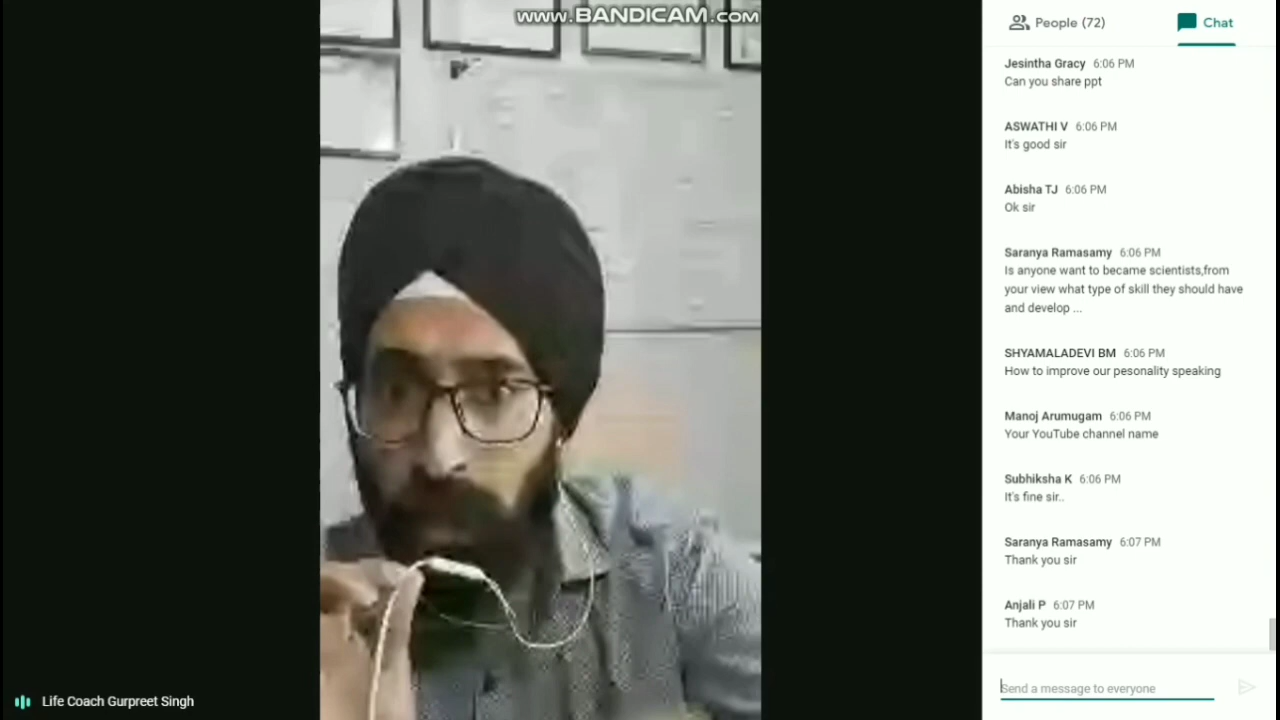 www.BANDICAM.com
People (72)
Chat
Jesintha Gracy 6:06 PM
Can you share ppt
ASWATHI V 6:06 PM
It's good sir
Abisha TJ 6:06 PM
Ok sir
Saranya Ramasamy 6:06 PM
Is anyone want to became scientists,from
your view what type of skill they should have
and develop ...
SHYAMALADEVI BM 6:06 PM
How to improve our pesonality speaking
Manoj Arumugam 6:06 PM
Your YouTube channel name
Subhiksha K 6:06 PM
It's fine sir..
Saranya Ramasamy 6:07 PM
Thank you sir
Anjali P 6:07 PM
Thank you sir
Send a message to everyone
Life Coach Gurpreet Singh